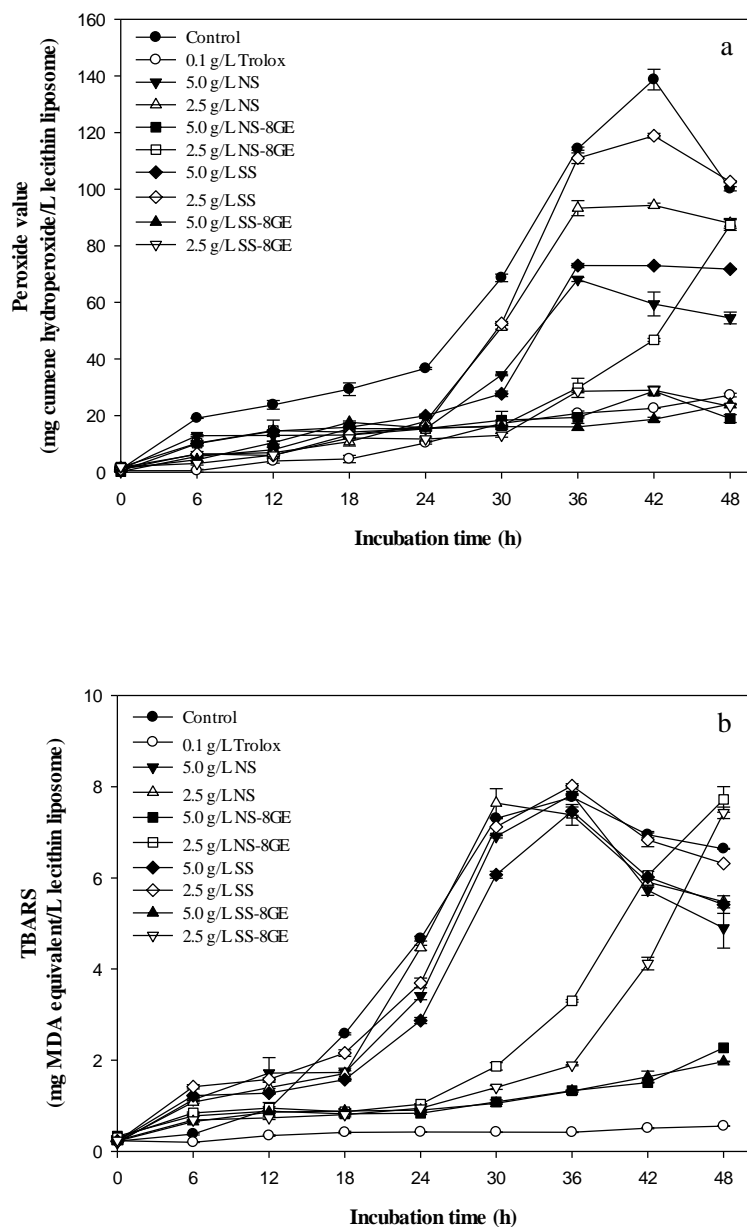 a
Control
0.1 g/L Trolox
5.0 g/L NS
2.5 g/L NS
5.0 g/L NS-8GE
2.5 g/L NS-8GE
5.0 g/L SS
2.5 g/L SS
5.0 g/L SS-8GE
2.5 g/L SS-8GE
Peroxide value
(mg cumene hydroperoxide/L lecithin liposome)
160
140
120
100
80
60
40
20
0
0 6 12 18 24 30 36 42 48
Incubation time (h)
b
Control
0.1 g/L Trolox
5.0 g/L NS
2.5 g/L NS
5.0 g/L NS-8GE
2.5 g/L NS-8GE
5.0 g/L SS
2.5 g/L SS
5.0 g/L SS-8GE
2.5 g/L SS-8GE
TBARS
(mg MDA equivalent/L lecithin liposome)
10
8
6
4
2
0
0 6 12 18 24 30 36 42 48
Incubation time (h)